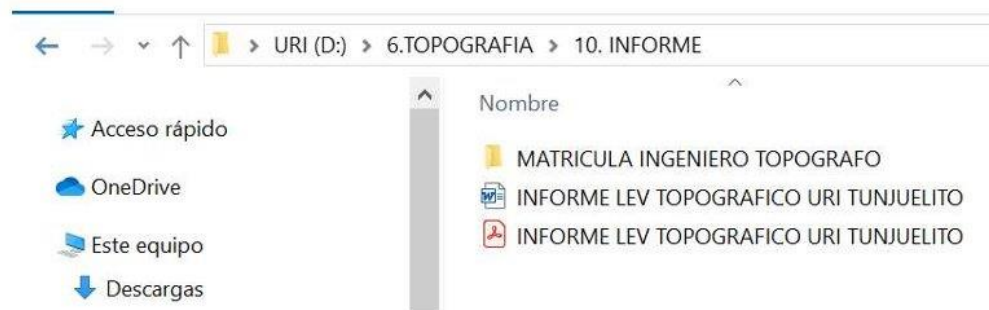 URI (D:) > 6.TOPOGRAFIA > 10. INFORME
Nombre
Acceso rápido
MATRICULA INGENIERO TOPOGRAFO
OneDrive
INFORME LEV TOPOGRAFICO URI TUNJUELITO
INFORME LEV TOPOGRAFICO URI TUNJUELITO
Este equipo
Descargas